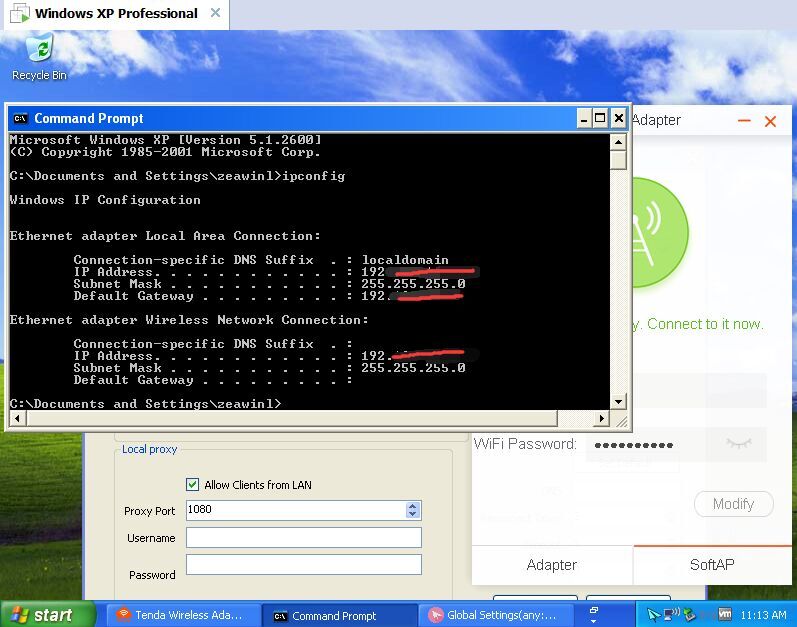 Windows XP Professional
Recycle Bin
Command Prompt
Adapter
Microsoft Windows XP [Version 5.1.2600]
(C) Copyright 1985-2001 Microsoft Corp.
C:\Documents and Settings\zeawinl>ipconfig
Windows IP Configuration
Ethernet adapter Local Area Connection:
Connection-specific DNS Suffix . : localdomain
IP Address. . . . . . . . . . . . : 192
Subnet Mask . . . . . . . . . . . : 255.255.255.0
Default Gateway . . . . . . . . . : 192.
Ethernet adapter Wireless Network Connection:
Connection-specific DNS Suffix . :
IP Address. . . . . . . . . . . . : 192.
Subnet Mask . . . . . . . . . . . : 255.255.255.0
Default Gateway . . . . . . . . . :
C:\Documents and Settings\zeawinl>
y. Connect to it now.
WiFi Password: ●●●●●●●●●●
Modify
Adapter
SoftAP
Local proxy
Allow Clients from LAN
Proxy Port 1080
Username
Password
start
Tenda Wireless Ada...
Command Prompt
Global Settings(any:...
11:13 AM